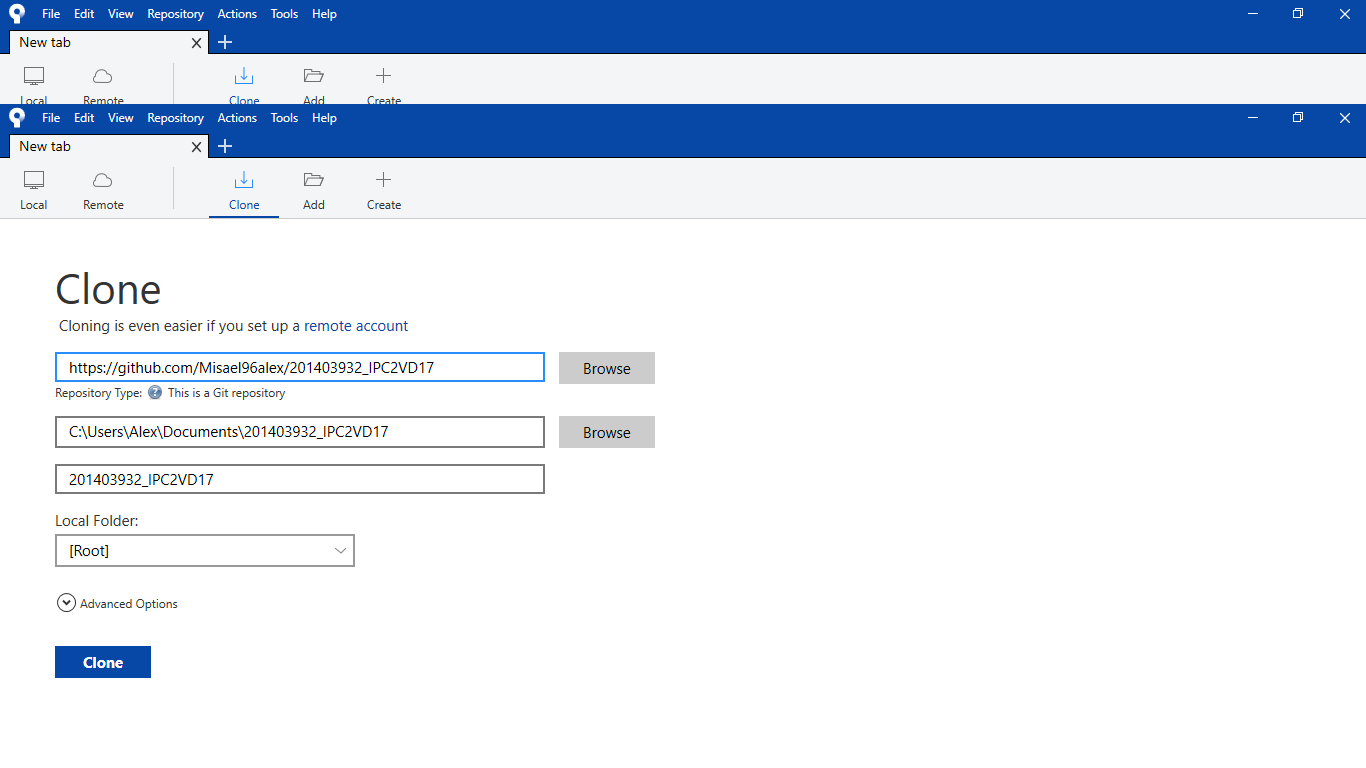 File Edit View Repository Actions Tools Help
New tab
Local Remote Clone Add Create
File Edit View Repository Actions Tools Help
New tab
Local Remote Clone Add Create
Clone
Cloning is even easier if you set up a remote account
https://github.com/Misael96alex/201403932_IPC2VD17 Browse
Repository Type: ? This is a Git repository
C:\Users\Alex\Documents\201403932_IPC2VD17 Browse
201403932_IPC2VD17
Local Folder:
[Root]
Advanced Options
Clone